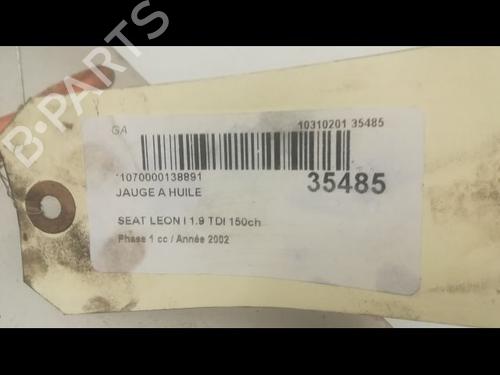 GA
10310201 35485
1070000138891
35485
JAUGE A HUILE
SEAT LEON I 1.9 TDI 150ch
Phase 1 cc / Année 2002
B-PARTS